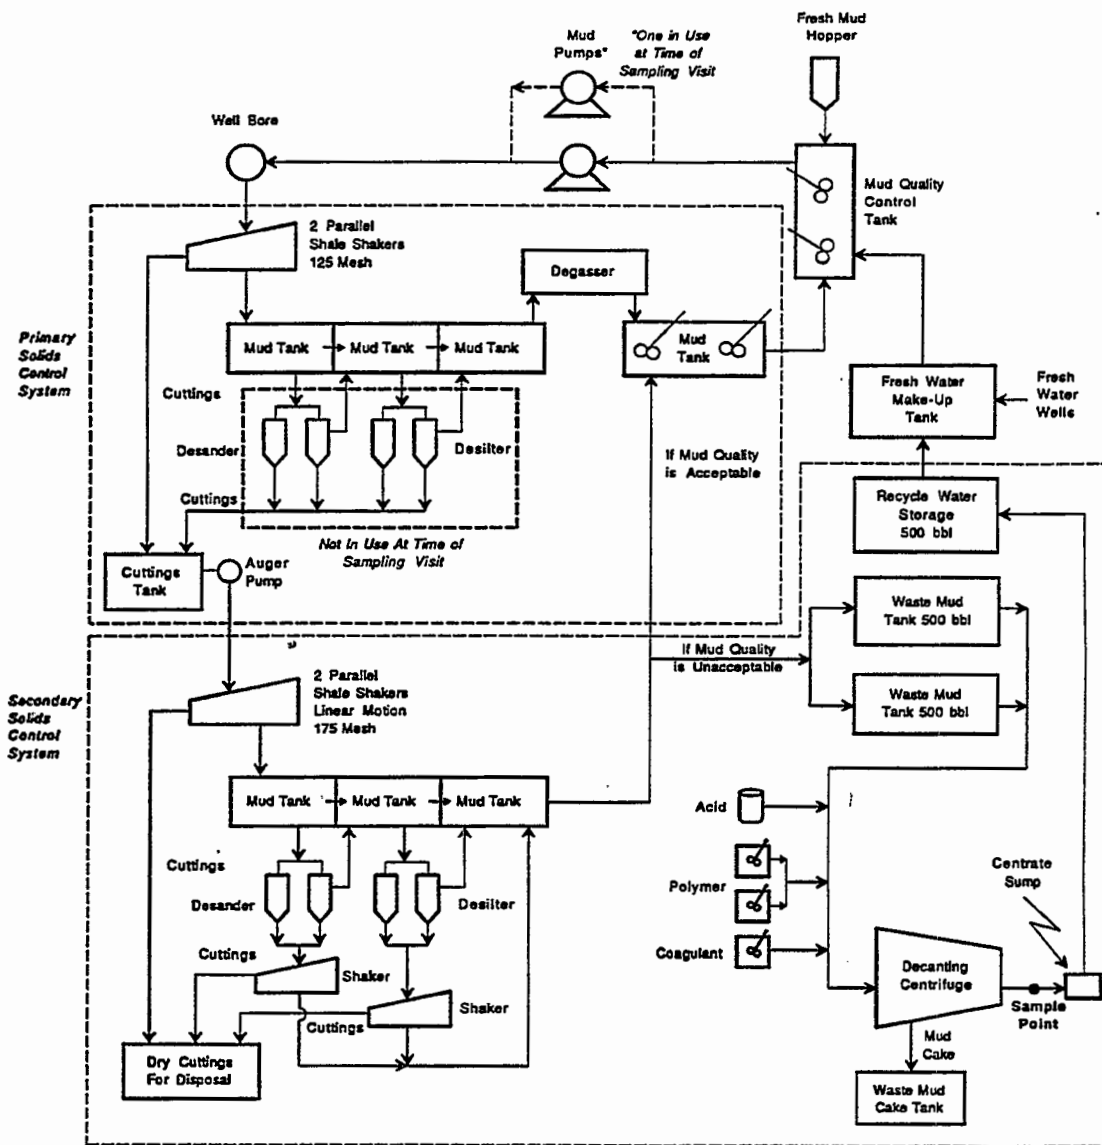 Fresh Mud
Hopper
Mud
Pumps*
*One in Use
at Time of
Sampling Visit
Well Bore
Mud Quality
Control
Tank
2 Parallel
Shale Shakers
125 Mesh
Degasser
Primary
Solids
Control
System
Mud Tank
Mud Tank
Mud Tank
Mud
Tank
Cuttings
Fresh Water
Make-Up
Tank
Fresh
Water
Wells
Desander
Desilter
If Mud Quality
is Acceptable
Cuttings
Recycle Water
Storage
500 bbl
Not In Use At Time of
Sampling Visit
Cuttings
Tank
Auger
Pump
Waste Mud
Tank 500 bbl
If Mud Quality
is Unacceptable
Waste Mud
Tank 500 bbl
Secondary
Solids
Control
System
2 Parallel
Shale Shakers
Linear Motion
175 Mesh
Mud Tank
Mud Tank
Mud Tank
Acid
Cuttings
Polymer
Centrate
Sump
Desander
Desilter
Coagulant
Cuttings
Shaker
Decanting
Centrifuge
Shaker
Cuttings
Sample
Point
Mud
Cake
Dry Cuttings
For Disposal
Waste Mud
Cake Tank